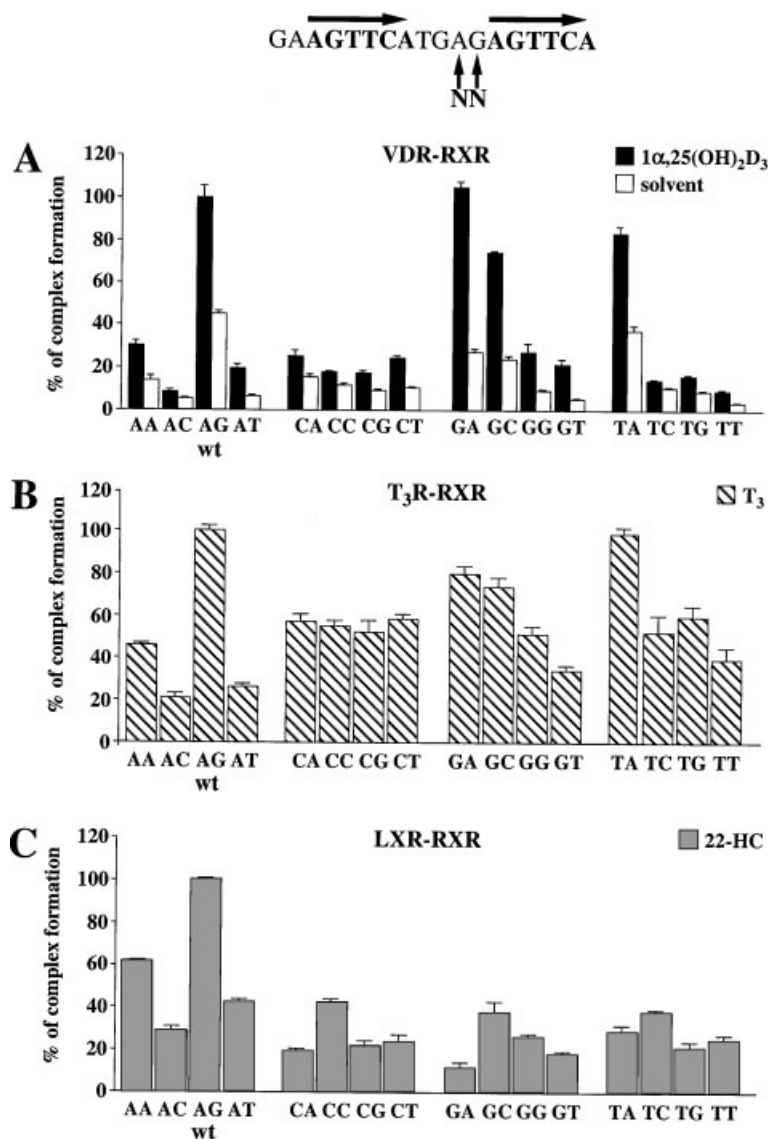 GAAGTTCATGAGAGTTCA
NN
A
VDR-RXR
1α,25(OH)₂D₃
solvent
% of complex formation
120
100
80
60
40
20
0
AA AC AG AT CA CC CG CT GA GC GG GT TA TC TG TT
wt
B
T₃R-RXR
T₃
% of complex formation
120
100
80
60
40
20
0
AA AC AG AT CA CC CG CT GA GC GG GT TA TC TG TT
wt
C
LXR-RXR
22-HC
% of complex formation
120
100
80
60
40
20
0
AA AC AG AT CA CC CG CT GA GC GG GT TA TC TG TT
wt